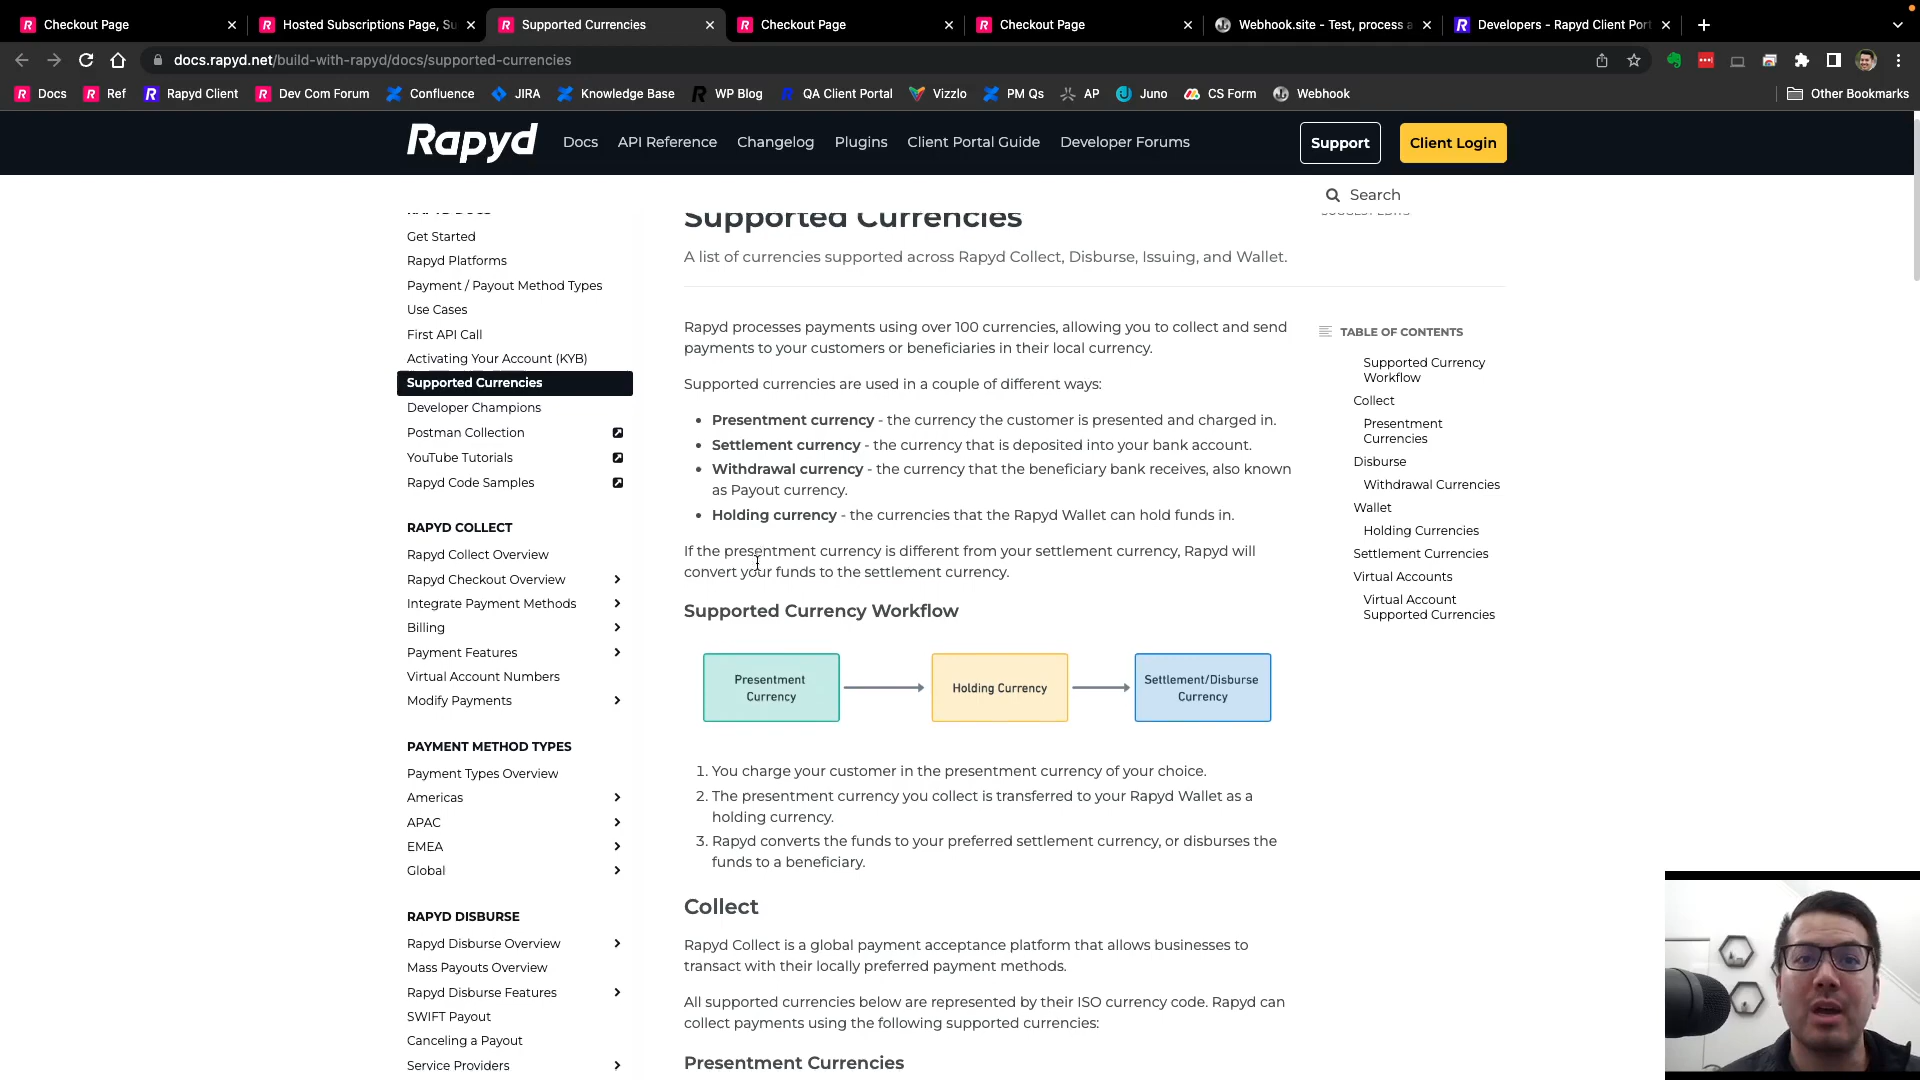 Checkout Page
Hosted Subscriptions Page, Su
Supported Currencies
Checkout Page
Checkout Page
Webhook.site - Test, process a
Developers - Rapyd Client Port
docs.rapyd.net/build-with-rapyd/docs/supported-currencies
Docs
Ref
Rapyd Client
Dev Com Forum
Confluence
JIRA
Knowledge Base
WP Blog
QA Client Portal
Vizzlo
PM Qs
AP
Juno
CS Form
Webhook
Other Bookmarks
Rapyd
Docs
API Reference
Changelog
Plugins
Client Portal Guide
Developer Forums
Support
Client Login
Search
RAPYD DOCS
Get Started
Rapyd Platforms
Payment / Payout Method Types
Use Cases
First API Call
Activating Your Account (KYB)
Supported Currencies
Developer Champions
Postman Collection
YouTube Tutorials
Rapyd Code Samples
RAPYD COLLECT
Rapyd Collect Overview
Rapyd Checkout Overview
Integrate Payment Methods
Billing
Payment Features
Virtual Account Numbers
Modify Payments
PAYMENT METHOD TYPES
Payment Types Overview
Americas
APAC
EMEA
Global
RAPYD DISBURSE
Rapyd Disburse Overview
Mass Payouts Overview
Rapyd Disburse Features
SWIFT Payout
Canceling a Payout
Service Providers
Supported Currencies
A list of currencies supported across Rapyd Collect, Disburse, Issuing, and Wallet.
Rapyd processes payments using over 100 currencies, allowing you to collect and send
payments to your customers or beneficiaries in their local currency.
Supported currencies are used in a couple of different ways:
• Presentment currency - the currency the customer is presented and charged in.
• Settlement currency - the currency that is deposited into your bank account.
• Withdrawal currency - the currency that the beneficiary bank receives, also known
as Payout currency.
• Holding currency - the currencies that the Rapyd Wallet can hold funds in.
If the presentment currency is different from your settlement currency, Rapyd will
convert your funds to the settlement currency.
Supported Currency Workflow
Presentment
Currency
Holding Currency
Settlement/Disburse
Currency
1. You charge your customer in the presentment currency of your choice.
2. The presentment currency you collect is transferred to your Rapyd Wallet as a
holding currency.
3. Rapyd converts the funds to your preferred settlement currency, or disburses the
funds to a beneficiary.
Collect
Rapyd Collect is a global payment acceptance platform that allows businesses to
transact with their locally preferred payment methods.
All supported currencies below are represented by their ISO currency code. Rapyd can
collect payments using the following supported currencies:
Presentment Currencies
SUGGEST EDITS
TABLE OF CONTENTS
Supported Currency
Workflow
Collect
Presentment
Currencies
Disburse
Withdrawal Currencies
Wallet
Holding Currencies
Settlement Currencies
Virtual Accounts
Virtual Account
Supported Currencies